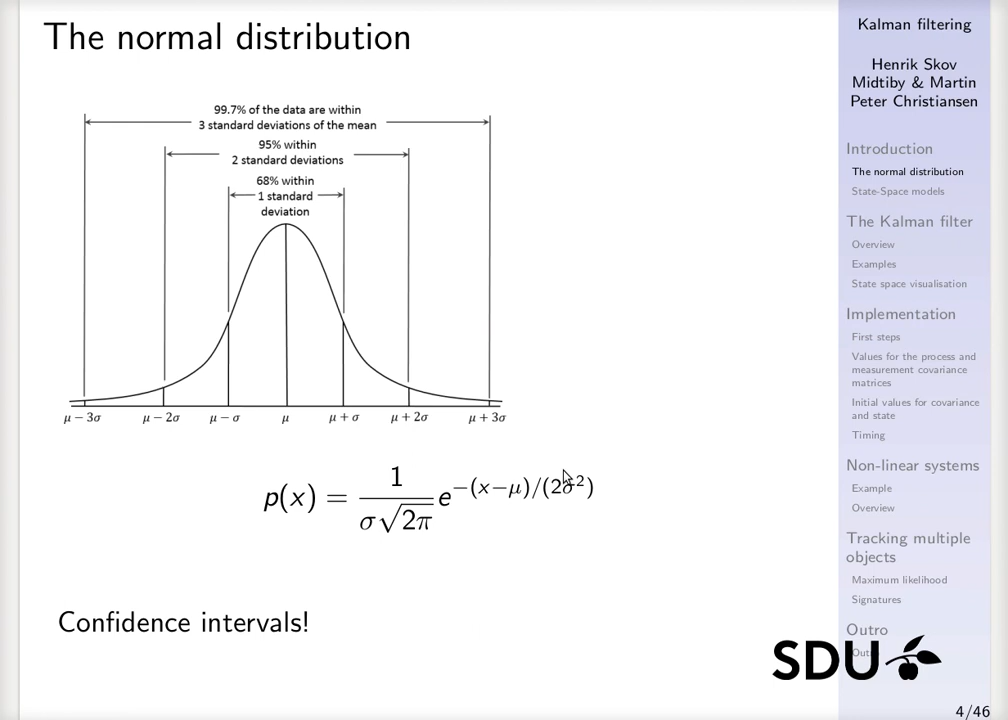 The normal distribution
99.7% of the data are within
3 standard deviations of the mean
95% within
2 standard deviations
68% within
1 standard
deviation
μ − 3σ μ − 2σ μ − σ μ μ + σ μ + 2σ μ + 3σ
p(x) = 1/(σ√2π) e^−(x−μ)/(2σ²)
Confidence intervals!
Kalman filtering
Henrik Skov
Midtiby & Martin
Peter Christiansen
Introduction
The normal distribution
State-Space models
The Kalman filter
Overview
Examples
State space visualisation
Implementation
First steps
Values for the process and
measurement covariance
matrices
Initial values for covariance
and state
Timing
Non-linear systems
Example
Overview
Tracking multiple
objects
Maximum likelihood
Signatures
Outro
SDU
4/46